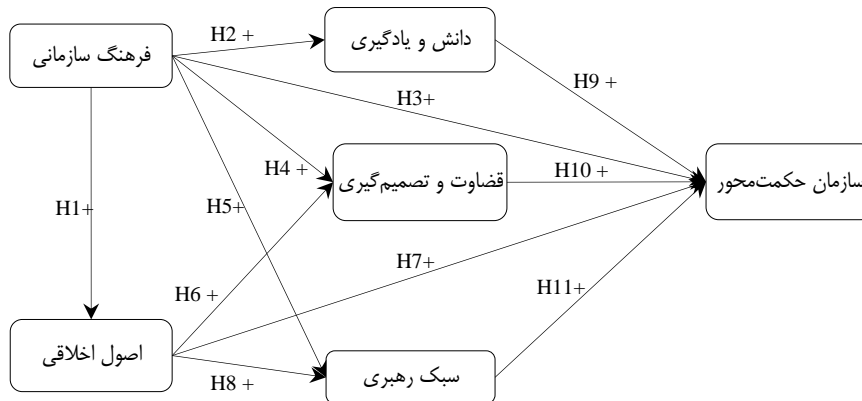 فرهنگ سازمانی
H2 +
دانش و یادگیری
H9 +
H3+
H4 +
قضاوت و تصمیم‌گیری
H10 +
سازمان حکمت‌محور
H1+
H5+
H6 +
H7+
H11+
اصول اخلاقی
H8 +
سبک رهبری